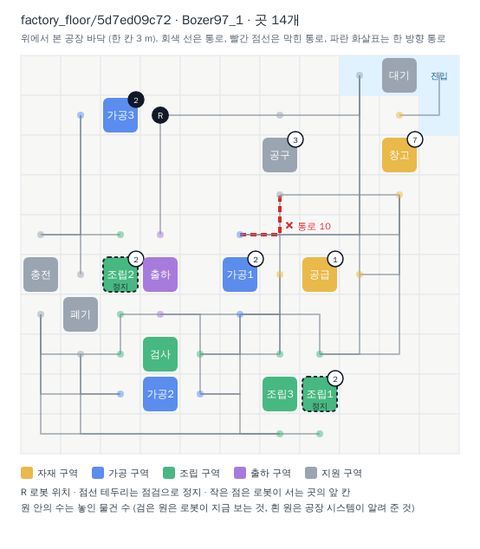 factory_floor/5d7ed09c72 · Bozer97_1 · 곳 14개
위에서 본 공장 바닥 (한 칸 3 m). 회색 선은 통로, 빨간 점선은 막힌 통로, 파란 화살표는 한 방향 통로
대기
가공3
2
R
3
공구
7
창고
✕ 통로 10
충전
2
조립2
정지
출하
2
가공1
1
공급
폐기
검사
가공2
조립3
2
조립1
정지
자재 구역
가공 구역
조립 구역
출하 구역
지원 구역
R 로봇 위치 · 점선 테두리는 점검으로 정지 · 작은 점은 로봇이 서는 곳의 앞 칸
원 안의 수는 놓인 물건 수 (검은 원은 로봇이 지금 보는 것, 흰 원은 공장 시스템이 알려 준 것)